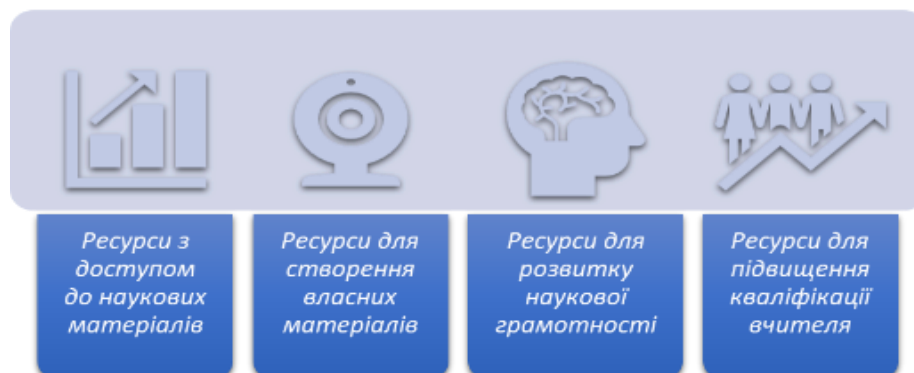 Ресурси з
доступом
до наукових
матеріалів
Ресурси для
створення
власних
матеріалів
Ресурси для
розвитку
наукової
грамотності
Ресурси для
підвищення
кваліфікації
вчителя